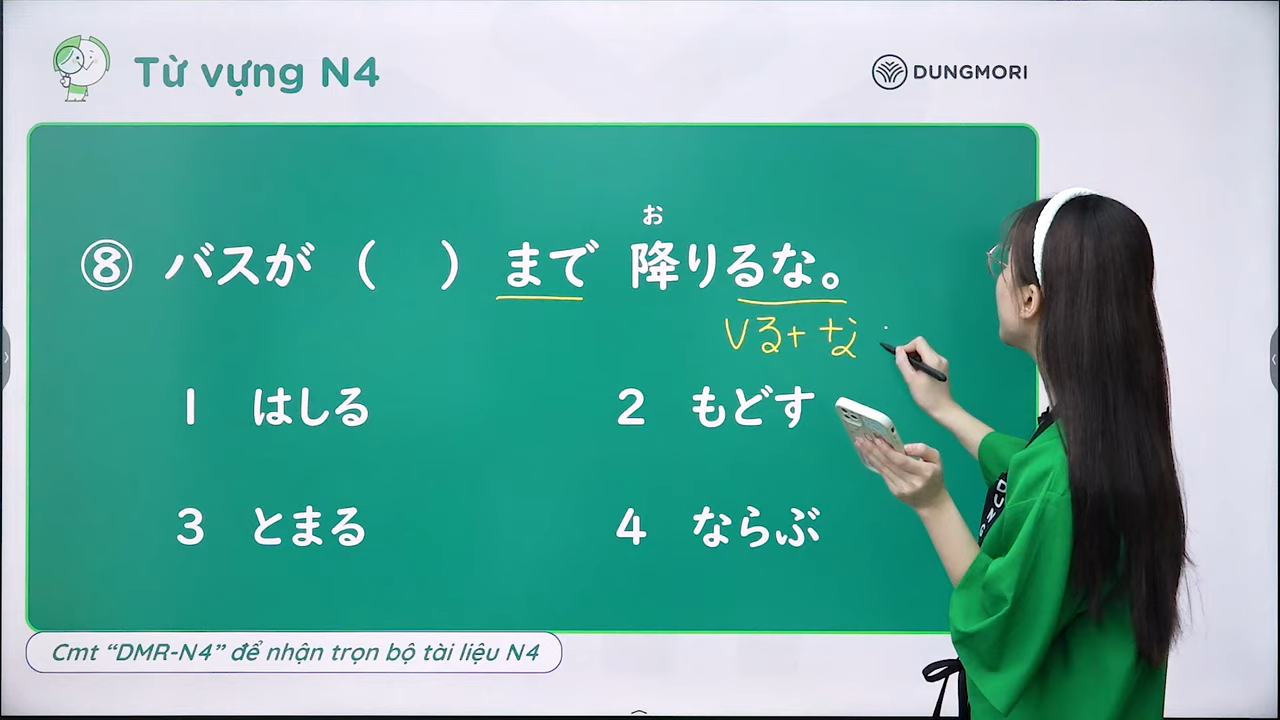 Từ vựng N4
DUNGMORI
お
⑧ バスが ( ) まで 降りるな。
Vる+な
1 はしる
2 もどす
3 とまる
4 ならぶ
Cmt “DMR-N4” để nhận trọn bộ tài liệu N4